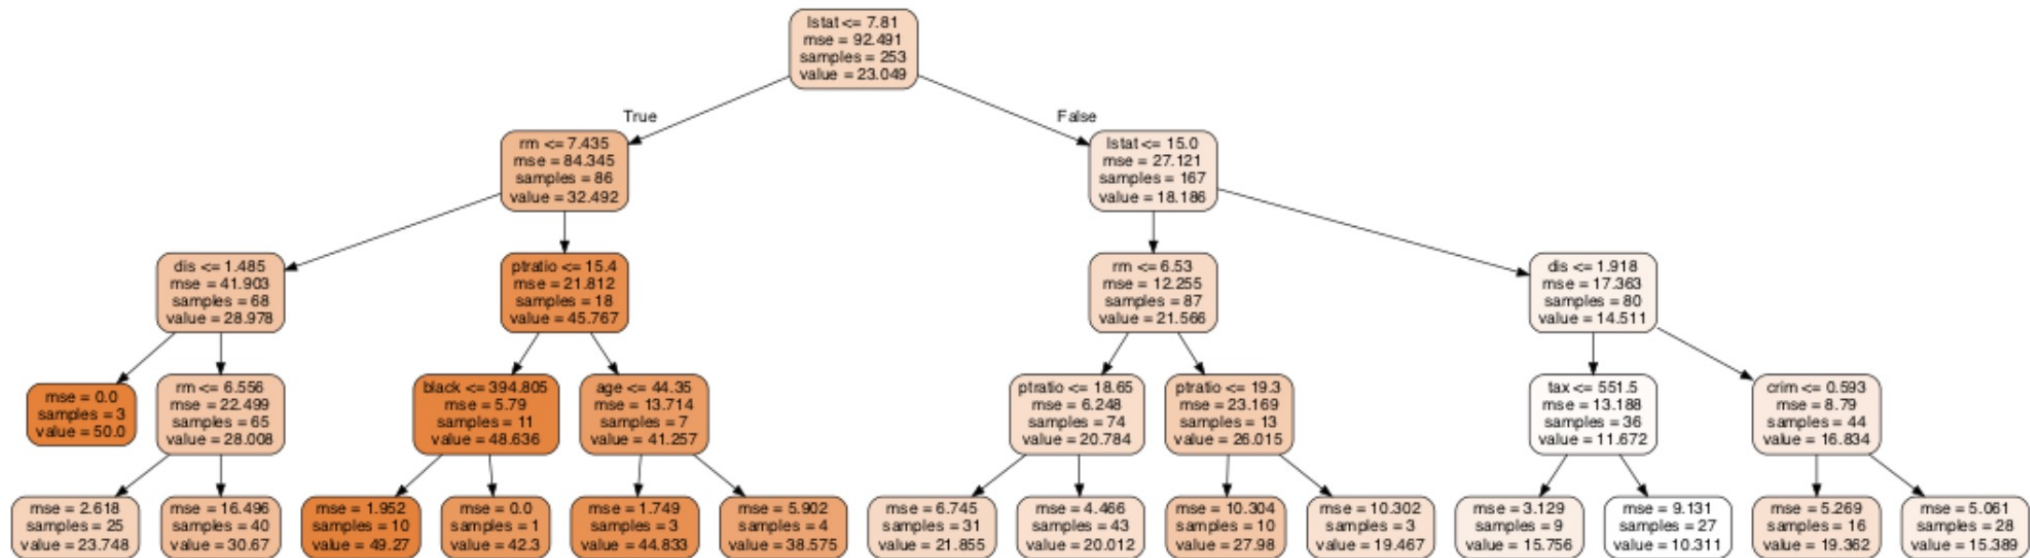 lstat <= 7.81
mse = 92.491
samples = 253
value = 23.049
True
False
rm <= 7.435
mse = 84.345
samples = 86
value = 32.492
lstat <= 15.0
mse = 27.121
samples = 167
value = 18.186
dis <= 1.485
mse = 41.903
samples = 68
value = 28.978
ptratio <= 15.4
mse = 21.812
samples = 18
value = 45.767
rm <= 6.53
mse = 12.255
samples = 87
value = 21.566
dis <= 1.918
mse = 17.363
samples = 80
value = 14.511
mse = 0.0
samples = 3
value = 50.0
rm <= 6.556
mse = 22.499
samples = 65
value = 28.008
black <= 394.805
mse = 5.79
samples = 11
value = 48.636
age <= 44.35
mse = 13.714
samples = 7
value = 41.257
ptratio <= 18.65
mse = 6.248
samples = 74
value = 20.784
ptratio <= 19.3
mse = 23.169
samples = 13
value = 26.015
tax <= 551.5
mse = 13.188
samples = 36
value = 11.672
crim <= 0.593
mse = 8.79
samples = 44
value = 16.834
mse = 2.618
samples = 25
value = 23.748
mse = 16.496
samples = 40
value = 30.67
mse = 1.952
samples = 10
value = 49.27
mse = 0.0
samples = 1
value = 42.3
mse = 1.749
samples = 3
value = 44.833
mse = 5.902
samples = 4
value = 38.575
mse = 6.745
samples = 31
value = 21.855
mse = 4.466
samples = 43
value = 20.012
mse = 10.304
samples = 10
value = 27.98
mse = 10.302
samples = 3
value = 19.467
mse = 3.129
samples = 9
value = 15.756
mse = 9.131
samples = 27
value = 10.311
mse = 5.269
samples = 16
value = 19.362
mse = 5.061
samples = 28
value = 15.389